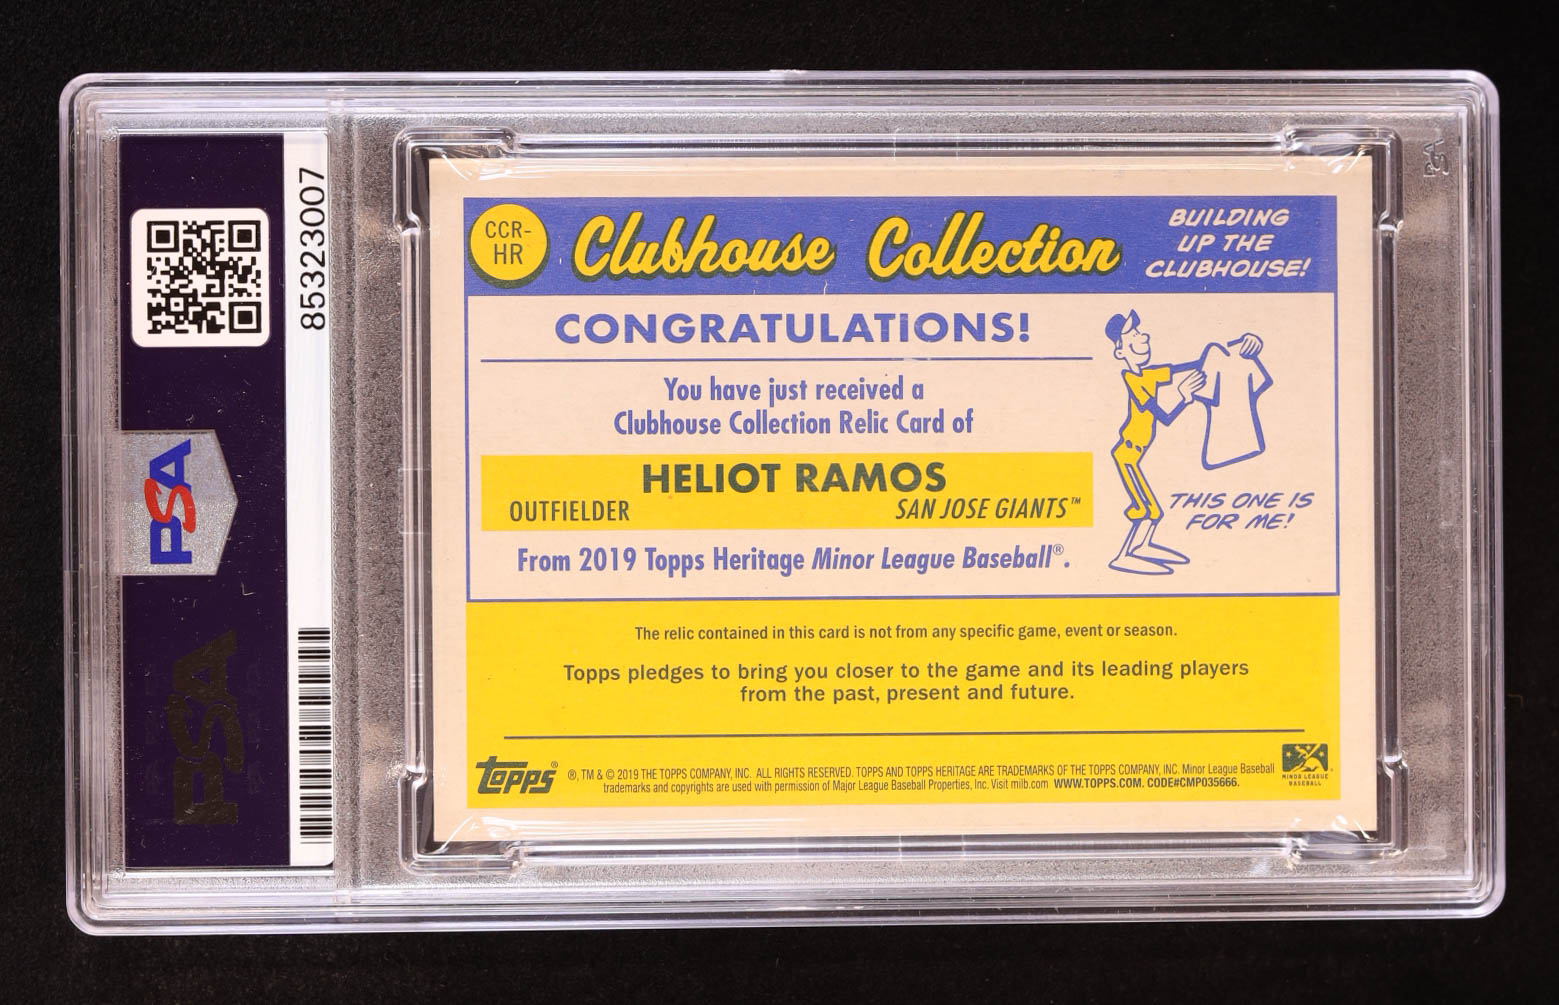 85323007
PSA
PSA
PSA
CCR-
HR
Clubhouse Collection
BUILDING
UP THE
CLUBHOUSE!
CONGRATULATIONS!
You have just received a
Clubhouse Collection Relic Card of
HELIOT RAMOS
OUTFIELDER
SAN JOSE GIANTS™
From 2019 Topps Heritage Minor League Baseball®.
THIS ONE IS
FOR ME!
The relic contained in this card is not from any specific game, event or season.
Topps pledges to bring you closer to the game and its leading players
from the past, present and future.
topps®
®, TM & © 2019 THE TOPPS COMPANY, INC. ALL RIGHTS RESERVED. TOPPS AND TOPPS HERITAGE ARE TRADEMARKS OF THE TOPPS COMPANY, INC. Minor League Baseball
trademarks and copyrights are used with permission of Major League Baseball Properties, Inc. Visit milb.com WWW.TOPPS.COM. CODE#CMP035666.
MINOR LEAGUE
BASEBALL